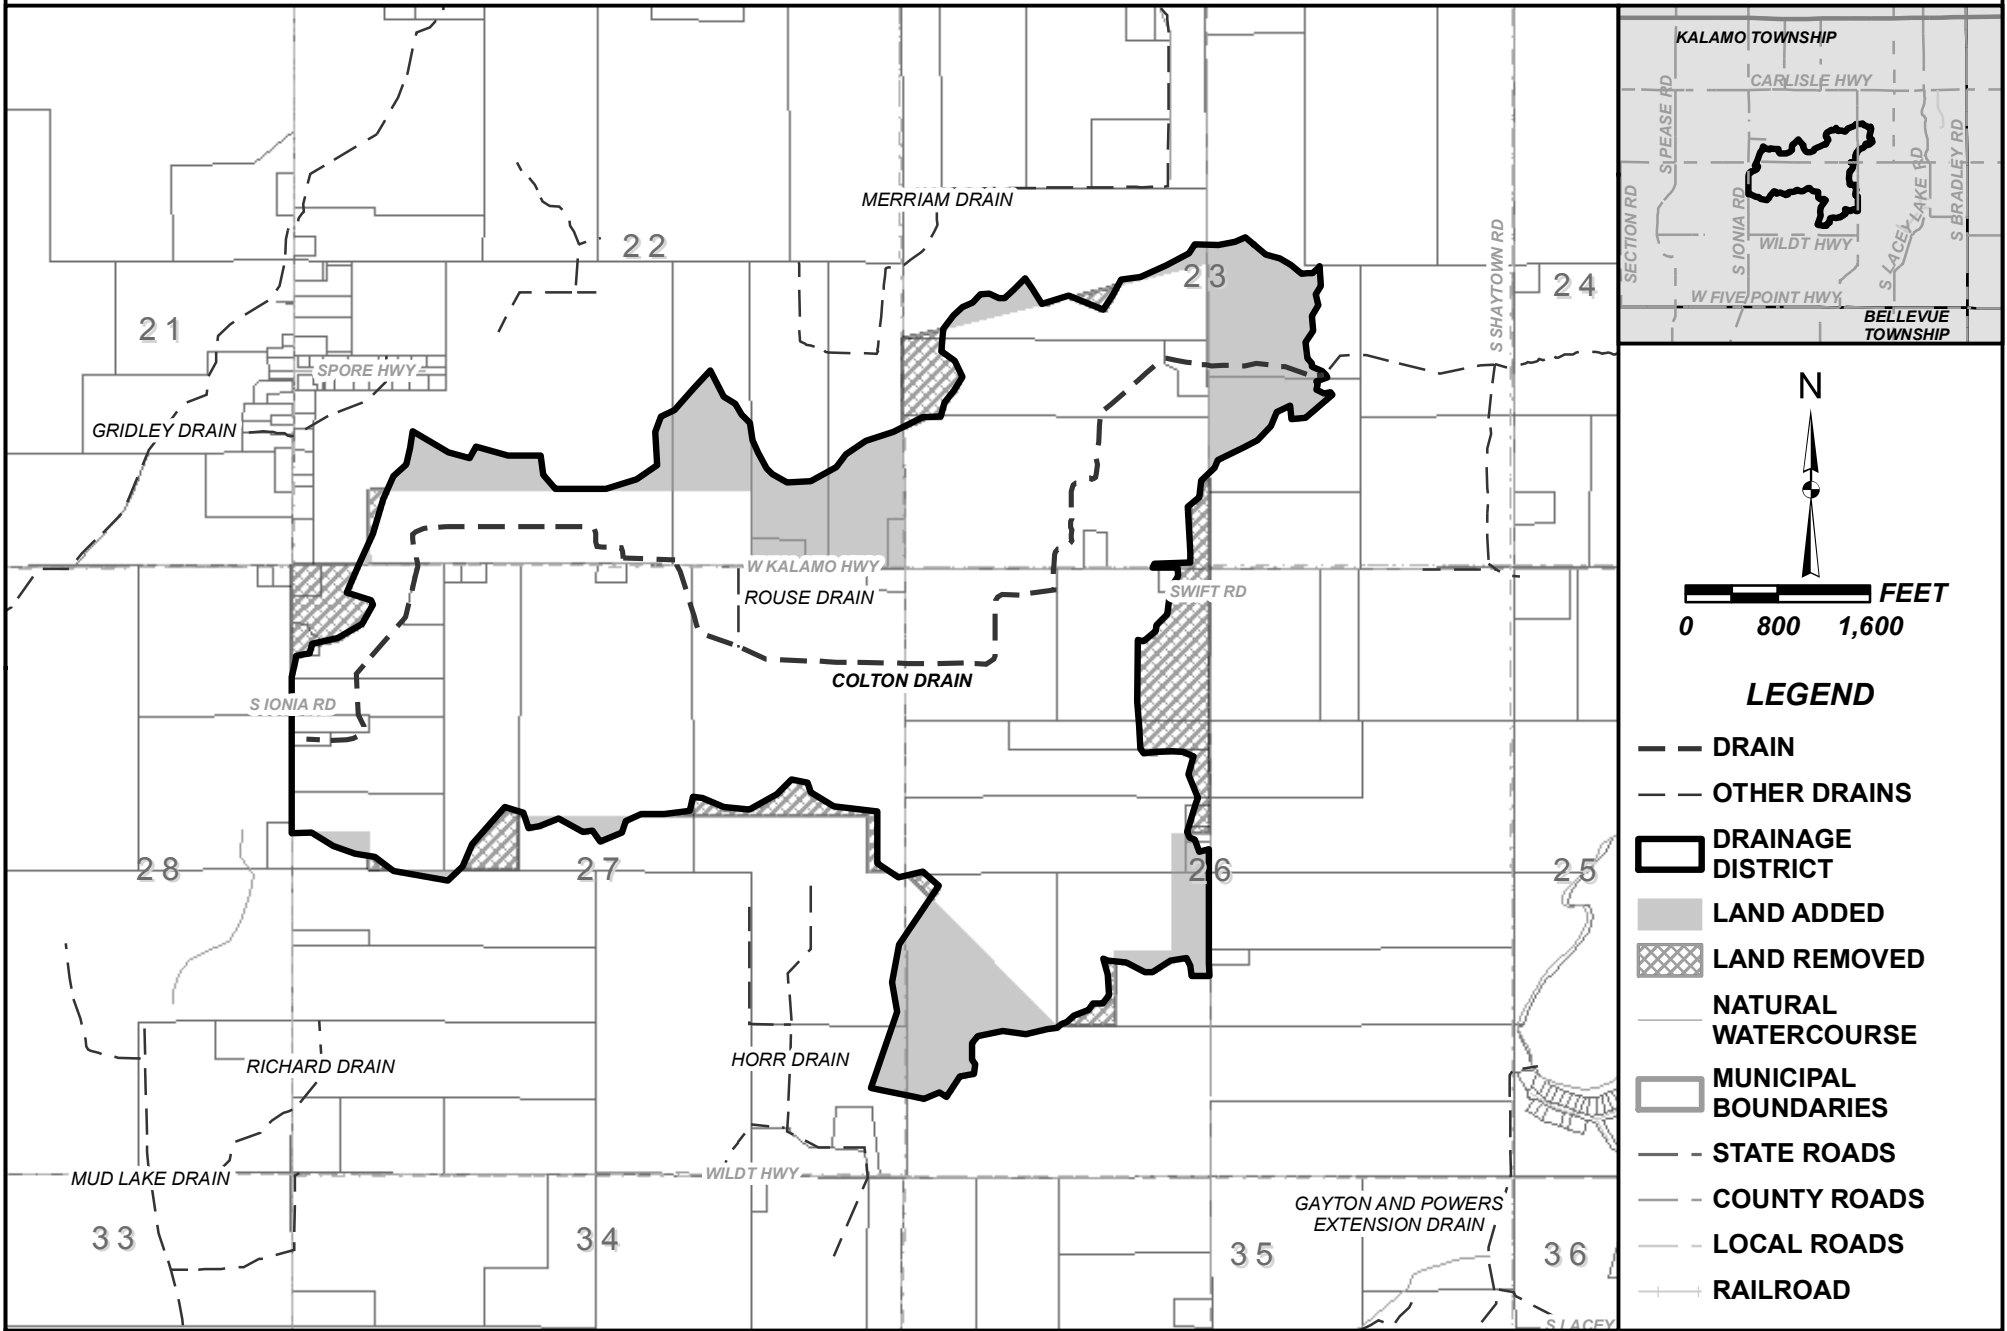 MERRIAM DRAIN
22
23
24
21
S SHAYTOWN RD
SPORE HWY
GRIDLEY DRAIN
W KALAMO HWY
ROUSE DRAIN
SWIFT RD
COLTON DRAIN
S IONIA RD
28
27
26
25
RICHARD DRAIN
HORR DRAIN
MUD LAKE DRAIN
WILDT HWY
GAYTON AND POWERS
EXTENSION DRAIN
33
34
35
36
S LACEY
KALAMO TOWNSHIP
CARLISLE HWY
S PEASE RD
SECTION RD
S IONIA RD
S LACEY LAKE RD
S BRADLEY RD
WILDT HWY
W FIVE POINT HWY
BELLEVUE
TOWNSHIP
N
FEET
0 800 1,600
LEGEND
DRAIN
OTHER DRAINS
DRAINAGE
DISTRICT
LAND ADDED
LAND REMOVED
NATURAL
WATERCOURSE
MUNICIPAL
BOUNDARIES
STATE ROADS
COUNTY ROADS
LOCAL ROADS
RAILROAD